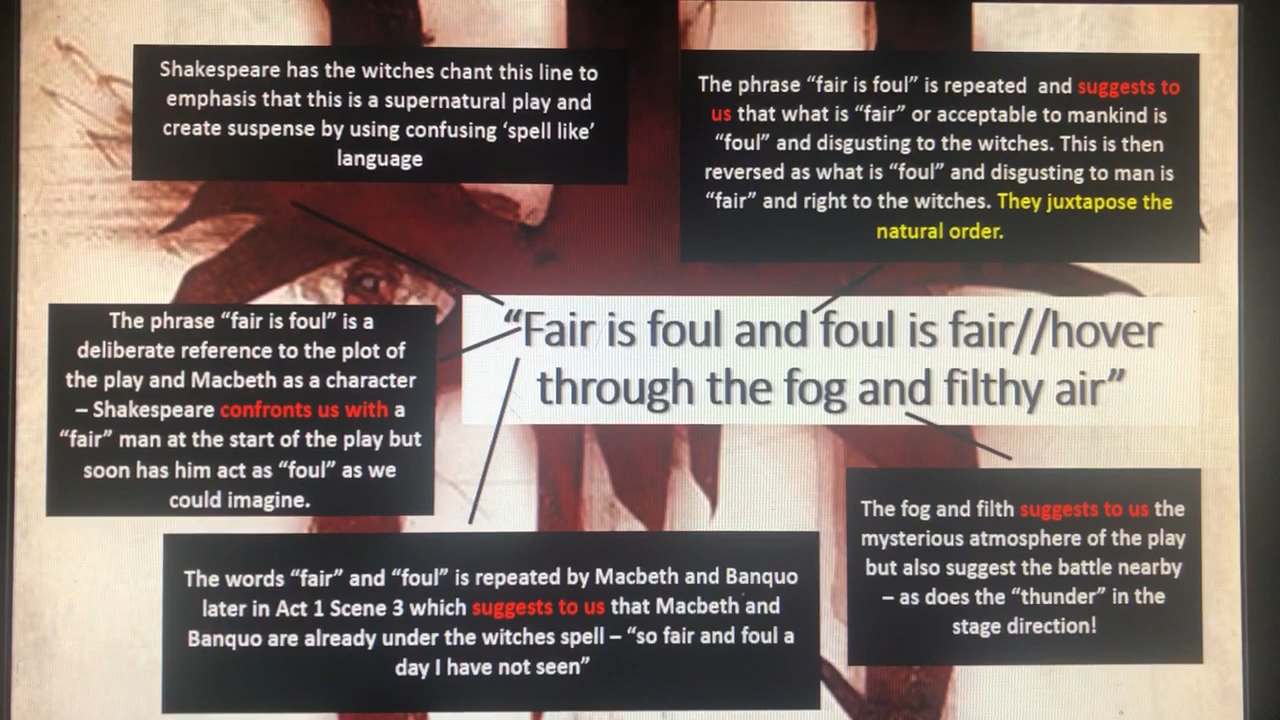 Shakespeare has the witches chant this line to
emphasis that this is a supernatural play and
create suspense by using confusing ‘spell like’
language
The phrase “fair is foul” is repeated and suggests to
us that what is “fair” or acceptable to mankind is
“foul” and disgusting to the witches. This is then
reversed as what is “foul” and disgusting to man is
“fair” and right to the witches. They juxtapose the
natural order.
The phrase “fair is foul” is a
deliberate reference to the plot of
the play and Macbeth as a character
– Shakespeare confronts us with a
“fair” man at the start of the play but
soon has him act as “foul” as we
could imagine.
“Fair is foul and foul is fair//hover
through the fog and filthy air”
The words “fair” and “foul” is repeated by Macbeth and Banquo
later in Act 1 Scene 3 which suggests to us that Macbeth and
Banquo are already under the witches spell – “so fair and foul a
day I have not seen”
The fog and filth suggests to us the
mysterious atmosphere of the play
but also suggest the battle nearby
– as does the “thunder” in the
stage direction!